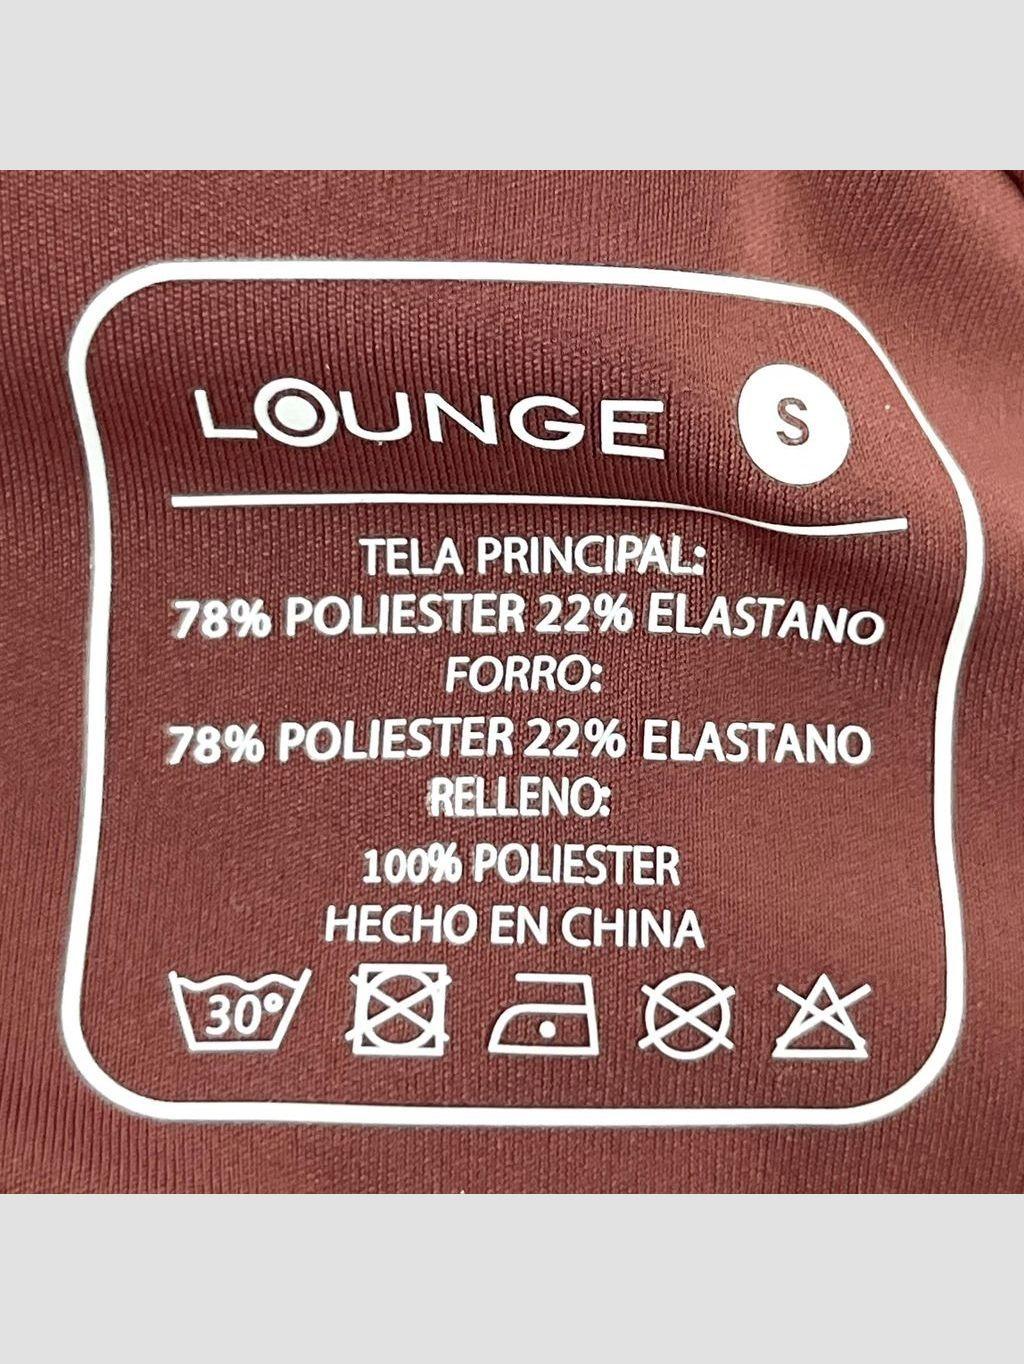 LOUNGE S
TELA PRINCIPAL:
78% POLIESTER 22% ELASTANO
FORRO:
78% POLIESTER 22% ELASTANO
RELLENO:
100% POLIESTER
HECHO EN CHINA
30°